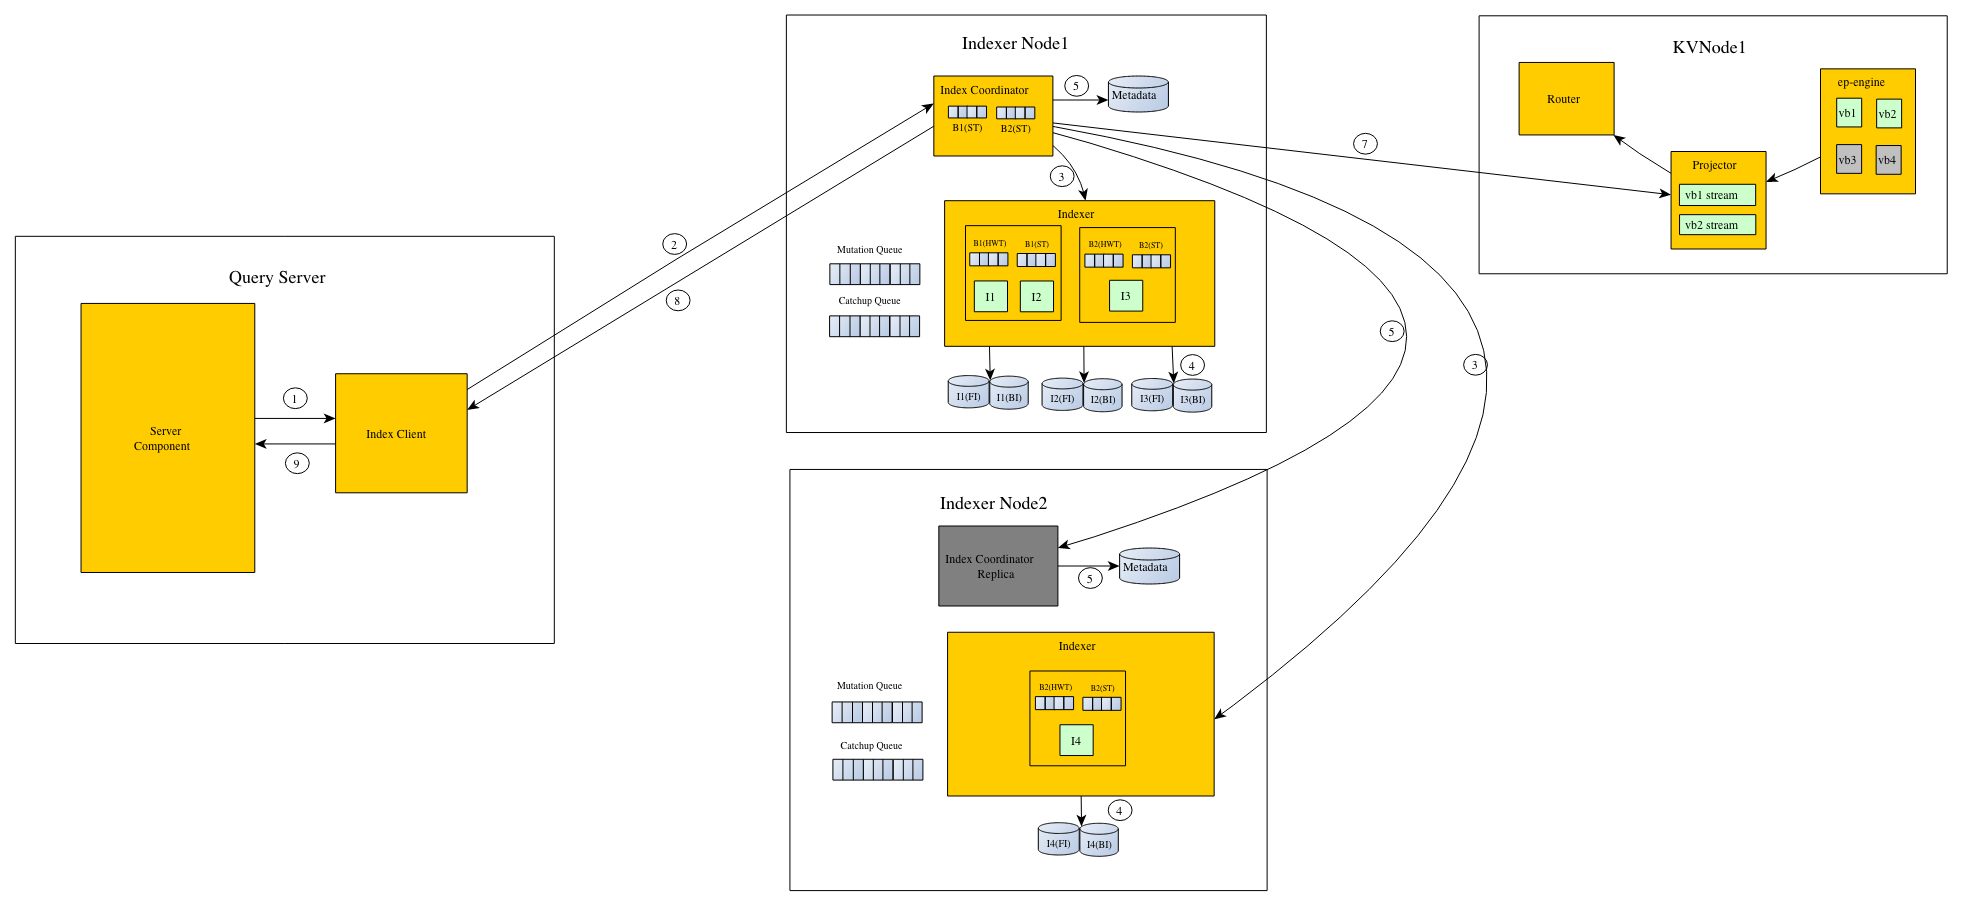 Query Server
Server
Component
1
9
Index Client
2
8
Indexer Node1
Index Coordinator
B1(ST)
B2(ST)
5
Metadata
3
7
Indexer
Mutation Queue
Catchup Queue
B1(HWT)
B1(ST)
I1
I2
B2(HWT)
B2(ST)
I3
4
I1(FI)
I1(BI)
I2(FI)
I2(BI)
I3(FI)
I3(BI)
5
3
Indexer Node2
Index Coordinator
Replica
5
Metadata
Indexer
Mutation Queue
Catchup Queue
B2(HWT)
B2(ST)
I4
4
I4(FI)
I4(BI)
KVNode1
Router
Projector
vb1 stream
vb2 stream
ep-engine
vb1
vb2
vb3
vb4